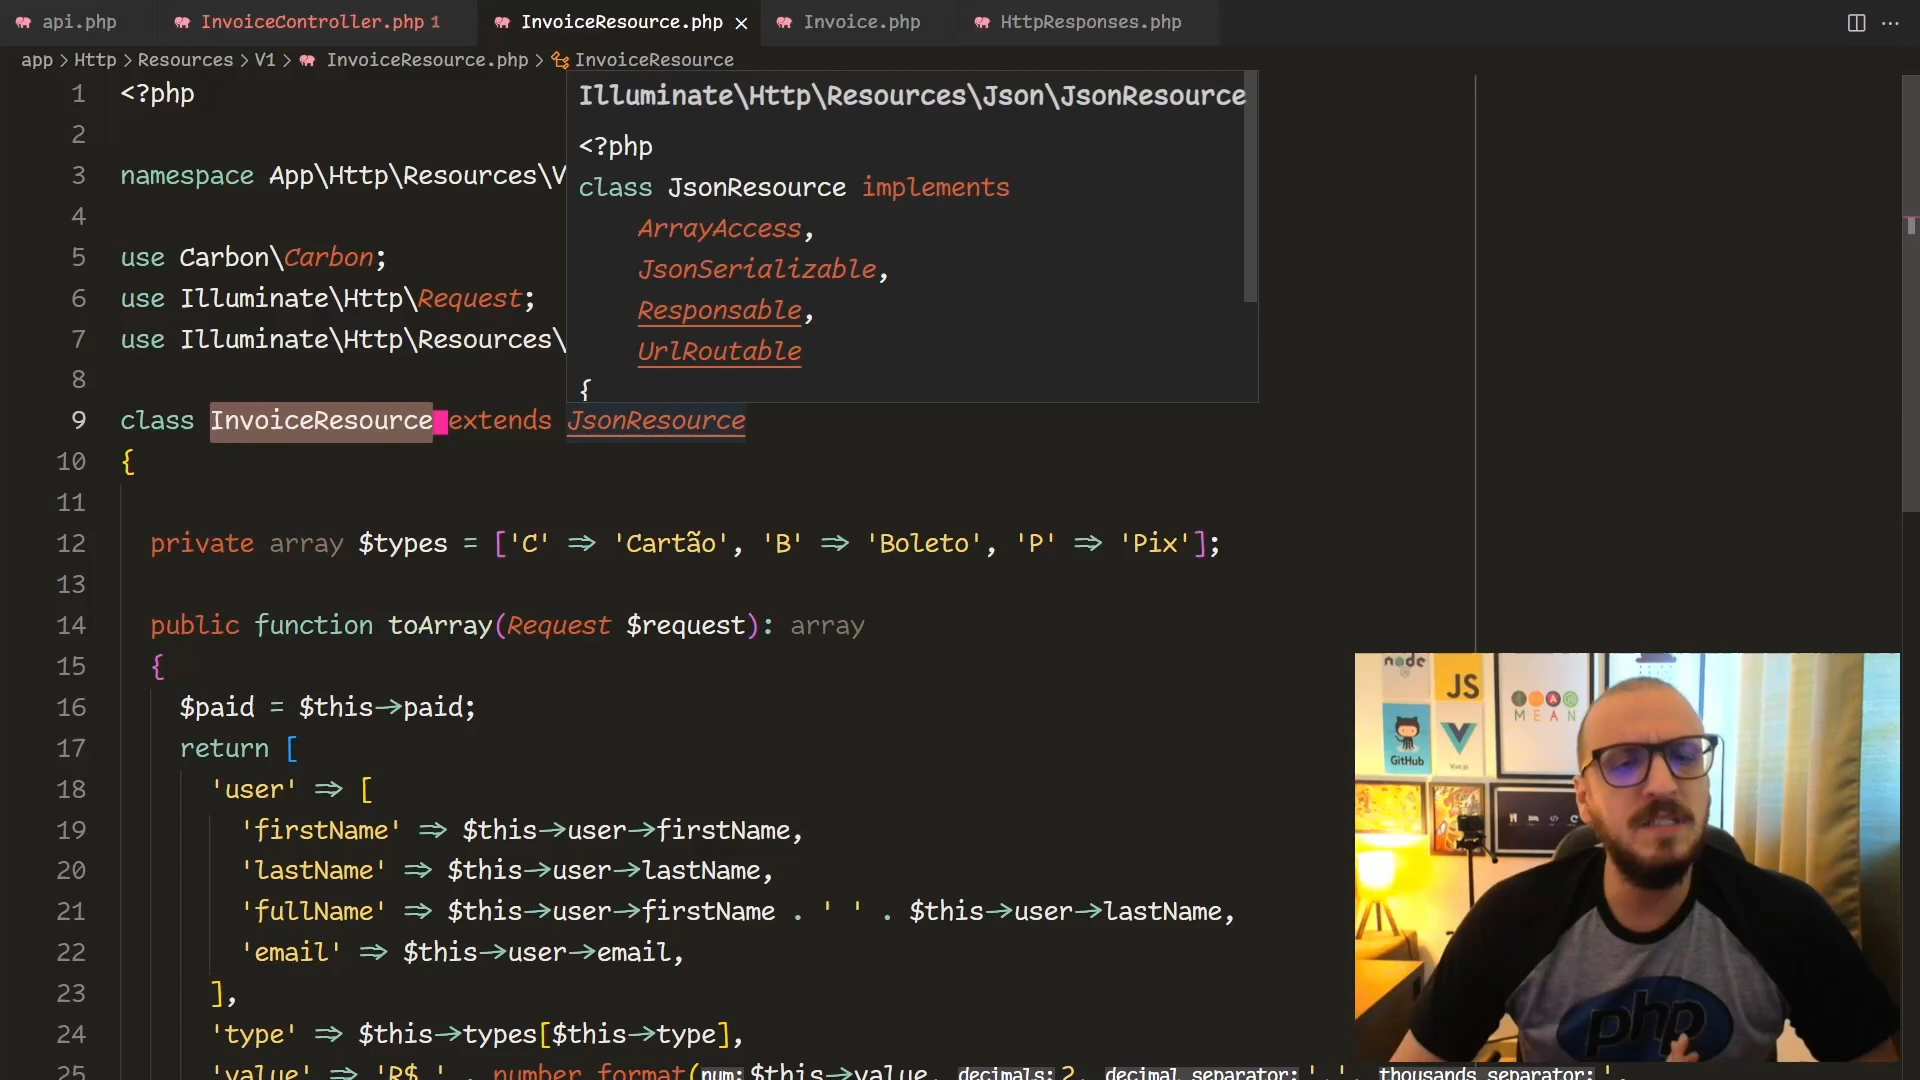 api.php
InvoiceController.php 1
InvoiceResource.php
Invoice.php
HttpResponses.php
app > Http > Resources > V1 > InvoiceResource.php > InvoiceResource
1 <?php
2
3 namespace App\Http\Resources\V
4
5 use Carbon\Carbon;
6 use Illuminate\Http\Request;
7 use Illuminate\Http\Resources\
8
Illuminate\Http\Resources\Json\JsonResource
<?php
class JsonResource implements
ArrayAccess,
JsonSerializable,
Responsable,
UrlRoutable
{
9 class InvoiceResource extends JsonResource
10 {
11
12 private array $types = ['C' => 'Cartão', 'B' => 'Boleto', 'P' => 'Pix'];
13
14 public function toArray(Request $request): array
15 {
16 $paid = $this->paid;
17 return [
18 'user' => [
19 'firstName' => $this->user->firstName,
20 'lastName' => $this->user->lastName,
21 'fullName' => $this->user->firstName . ' ' . $this->user->lastName,
22 'email' => $this->user->email,
23 ],
24 'type' => $this->types[$this->type],
25 'value' => 'R$ ' . number_format(num: $this->value, decimals: 2, decimal_separator: ',', thousands_separator: '.
node
JS
GitHub
Vue.js
MEAN
php